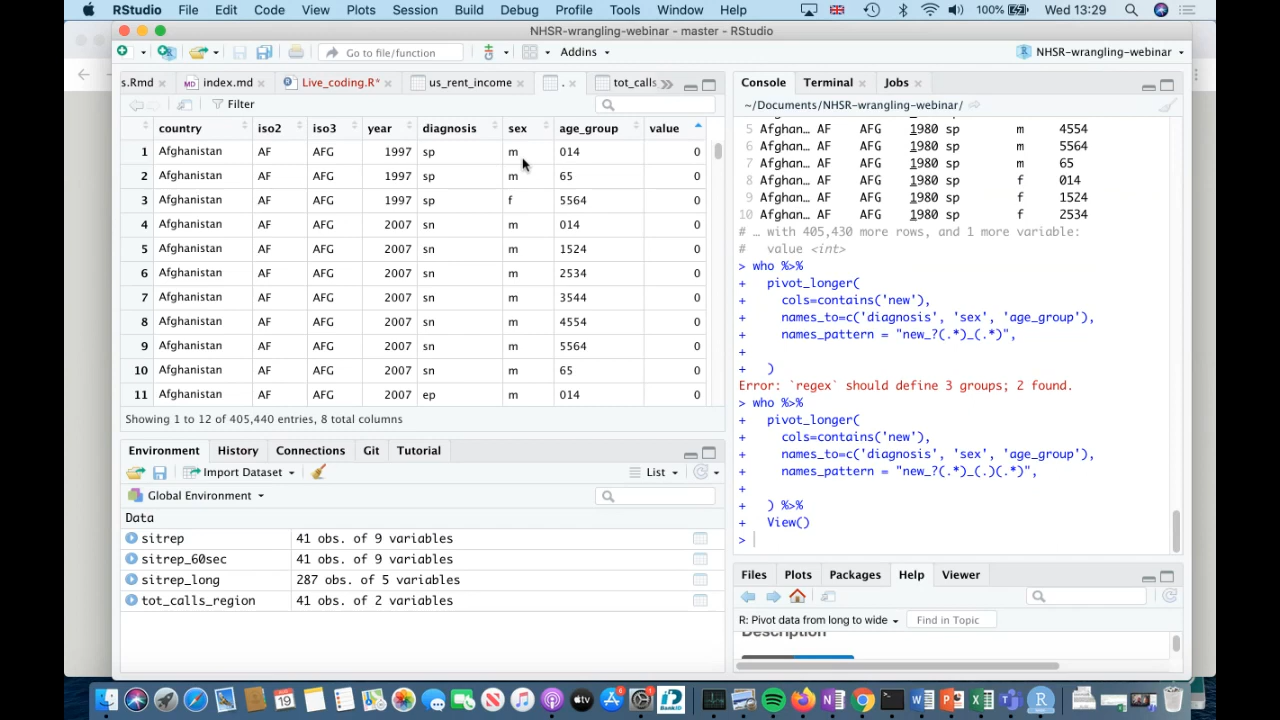 RStudio File Edit Code View Plots Session Build Debug Profile Tools Window Help 100% Wed 13:29
NHSR-wrangling-webinar - master - RStudio
Go to file/function Addins NHSR-wrangling-webinar
s.Rmd index.md Live_coding.R* us_rent_income . tot_calls
Filter
country iso2 iso3 year diagnosis sex age_group value
1 Afghanistan AF AFG 1997 sp m 014 0
2 Afghanistan AF AFG 1997 sp m 65 0
3 Afghanistan AF AFG 1997 sp f 5564 0
4 Afghanistan AF AFG 2007 sn m 014 0
5 Afghanistan AF AFG 2007 sn m 1524 0
6 Afghanistan AF AFG 2007 sn m 2534 0
7 Afghanistan AF AFG 2007 sn m 3544 0
8 Afghanistan AF AFG 2007 sn m 4554 0
9 Afghanistan AF AFG 2007 sn m 5564 0
10 Afghanistan AF AFG 2007 sn m 65 0
11 Afghanistan AF AFG 2007 ep m 014 0
Showing 1 to 12 of 405,440 entries, 8 total columns
Environment History Connections Git Tutorial
Import Dataset List
Global Environment
Data
sitrep 41 obs. of 9 variables
sitrep_60sec 41 obs. of 9 variables
sitrep_long 287 obs. of 5 variables
tot_calls_region 41 obs. of 2 variables
Console Terminal Jobs
~/Documents/NHSR-wrangling-webinar/
5 Afghan… AF AFG 1980 sp m 4554
6 Afghan… AF AFG 1980 sp m 5564
7 Afghan… AF AFG 1980 sp m 65
8 Afghan… AF AFG 1980 sp f 014
9 Afghan… AF AFG 1980 sp f 1524
10 Afghan… AF AFG 1980 sp f 2534
# … with 405,430 more rows, and 1 more variable:
# value <int>
> who %>%
+ pivot_longer(
+ cols=contains('new'),
+ names_to=c('diagnosis', 'sex', 'age_group'),
+ names_pattern = "new_?(.*)_(.*)",
+
+ )
Error: `regex` should define 3 groups; 2 found.
> who %>%
+ pivot_longer(
+ cols=contains('new'),
+ names_to=c('diagnosis', 'sex', 'age_group'),
+ names_pattern = "new_?(.*)_(.)(.*)",
+
+ ) %>%
+ View()
>
Files Plots Packages Help Viewer
R: Pivot data from long to wide Find in Topic
Description